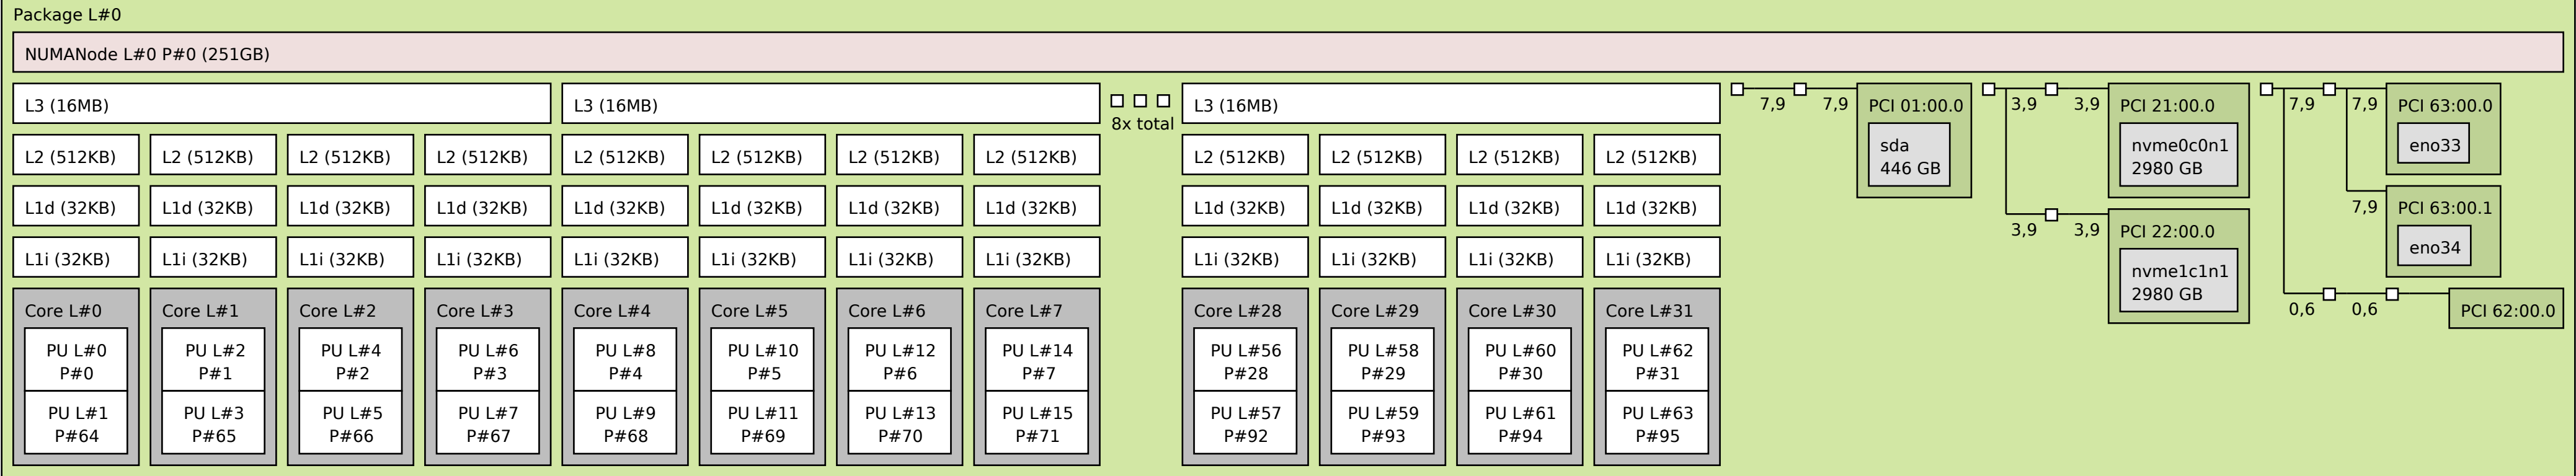 Package L#0
NUMANode L#0 P#0 (251GB)
L3 (16MB) L3 (16MB) 8x total L3 (16MB)
L2 (512KB) L2 (512KB) L2 (512KB) L2 (512KB) L2 (512KB) L2 (512KB) L2 (512KB) L2 (512KB) L2 (512KB) L2 (512KB) L2 (512KB) L2 (512KB)
L1d (32KB) L1d (32KB) L1d (32KB) L1d (32KB) L1d (32KB) L1d (32KB) L1d (32KB) L1d (32KB) L1d (32KB) L1d (32KB) L1d (32KB) L1d (32KB)
L1i (32KB) L1i (32KB) L1i (32KB) L1i (32KB) L1i (32KB) L1i (32KB) L1i (32KB) L1i (32KB) L1i (32KB) L1i (32KB) L1i (32KB) L1i (32KB)
Core L#0 Core L#1 Core L#2 Core L#3 Core L#4 Core L#5 Core L#6 Core L#7 Core L#28 Core L#29 Core L#30 Core L#31
PU L#0 PU L#2 PU L#4 PU L#6 PU L#8 PU L#10 PU L#12 PU L#14 PU L#56 PU L#58 PU L#60 PU L#62
P#0 P#1 P#2 P#3 P#4 P#5 P#6 P#7 P#28 P#29 P#30 P#31
PU L#1 PU L#3 PU L#5 PU L#7 PU L#9 PU L#11 PU L#13 PU L#15 PU L#57 PU L#59 PU L#61 PU L#63
P#64 P#65 P#66 P#67 P#68 P#69 P#70 P#71 P#92 P#93 P#94 P#95
7,9 7,9 PCI 01:00.0
sda
446 GB
3,9 3,9 PCI 21:00.0
nvme0c0n1
2980 GB
3,9 3,9 PCI 22:00.0
nvme1c1n1
2980 GB
7,9 7,9 PCI 63:00.0
eno33
7,9 PCI 63:00.1
eno34
0,6 0,6 PCI 62:00.0